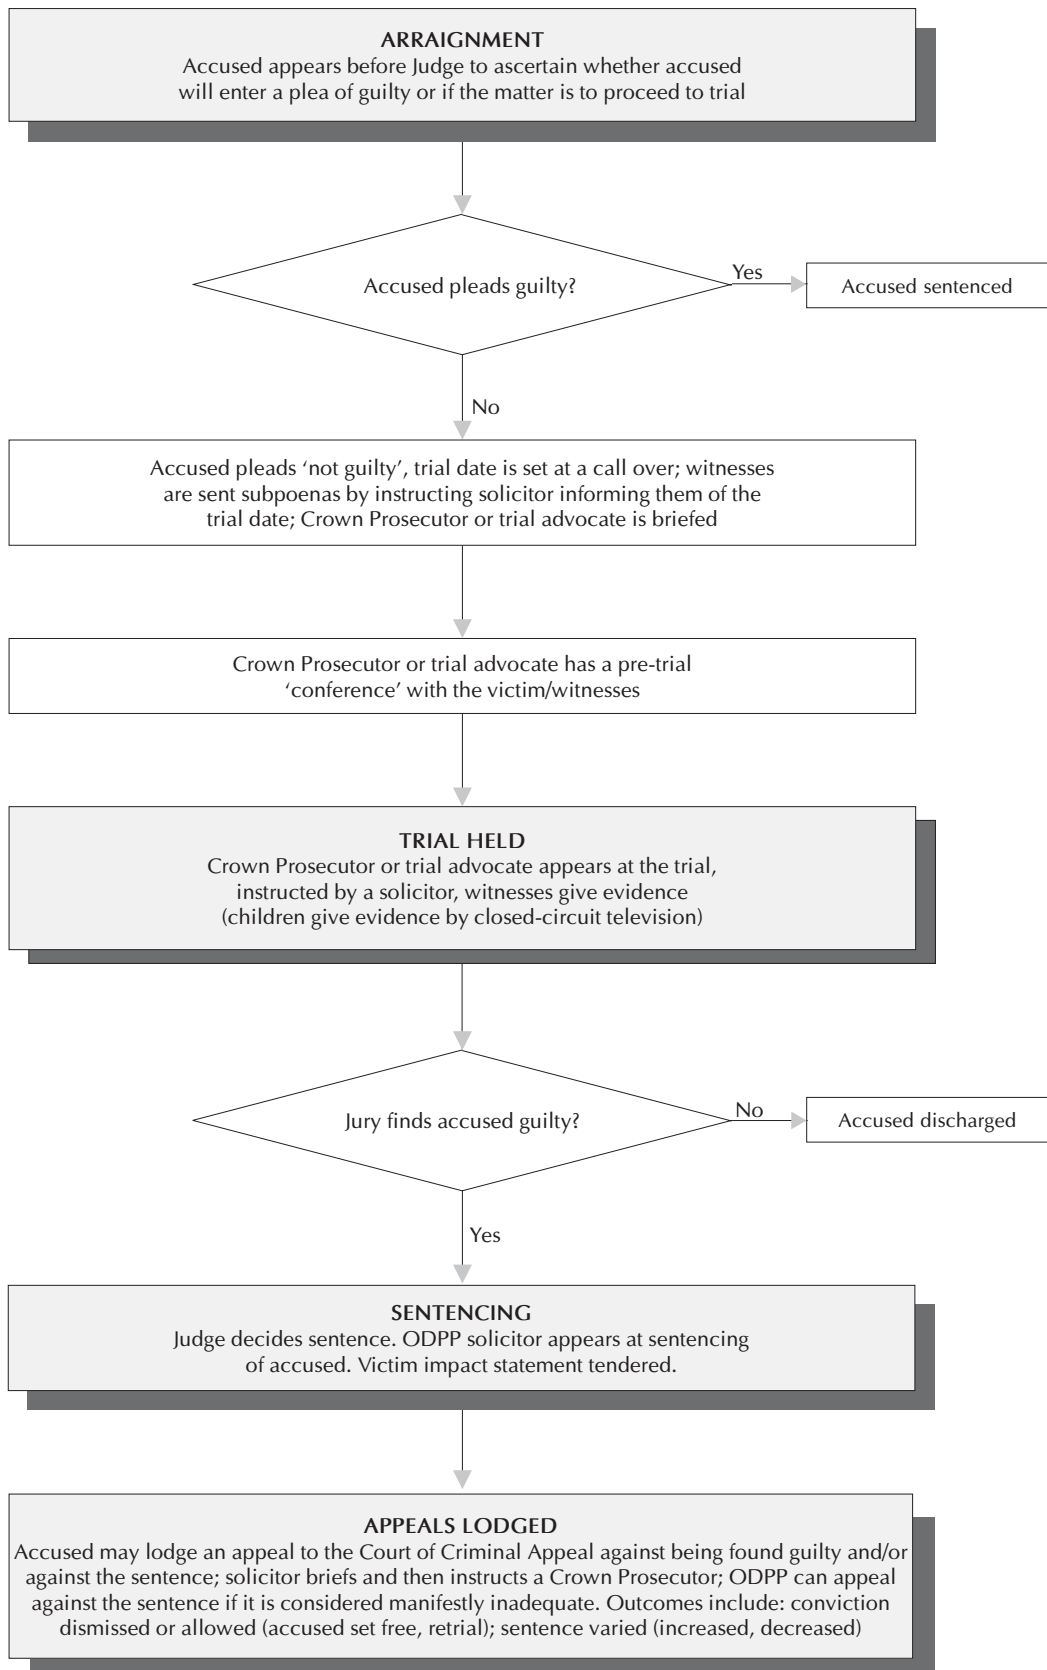 ARRAIGNMENT
Accused appears before Judge to ascertain whether accused
will enter a plea of guilty or if the matter is to proceed to trial
Accused pleads guilty?
Yes
Accused sentenced
No
Accused pleads ‘not guilty’, trial date is set at a call over; witnesses
are sent subpoenas by instructing solicitor informing them of the
trial date; Crown Prosecutor or trial advocate is briefed
Crown Prosecutor or trial advocate has a pre-trial
‘conference’ with the victim/witnesses
TRIAL HELD
Crown Prosecutor or trial advocate appears at the trial,
instructed by a solicitor, witnesses give evidence
(children give evidence by closed-circuit television)
Jury finds accused guilty?
No
Accused discharged
Yes
SENTENCING
Judge decides sentence. ODPP solicitor appears at sentencing
of accused. Victim impact statement tendered.
APPEALS LODGED
Accused may lodge an appeal to the Court of Criminal Appeal against being found guilty and/or
against the sentence; solicitor briefs and then instructs a Crown Prosecutor; ODPP can appeal
against the sentence if it is considered manifestly inadequate. Outcomes include: conviction
dismissed or allowed (accused set free, retrial); sentence varied (increased, decreased)